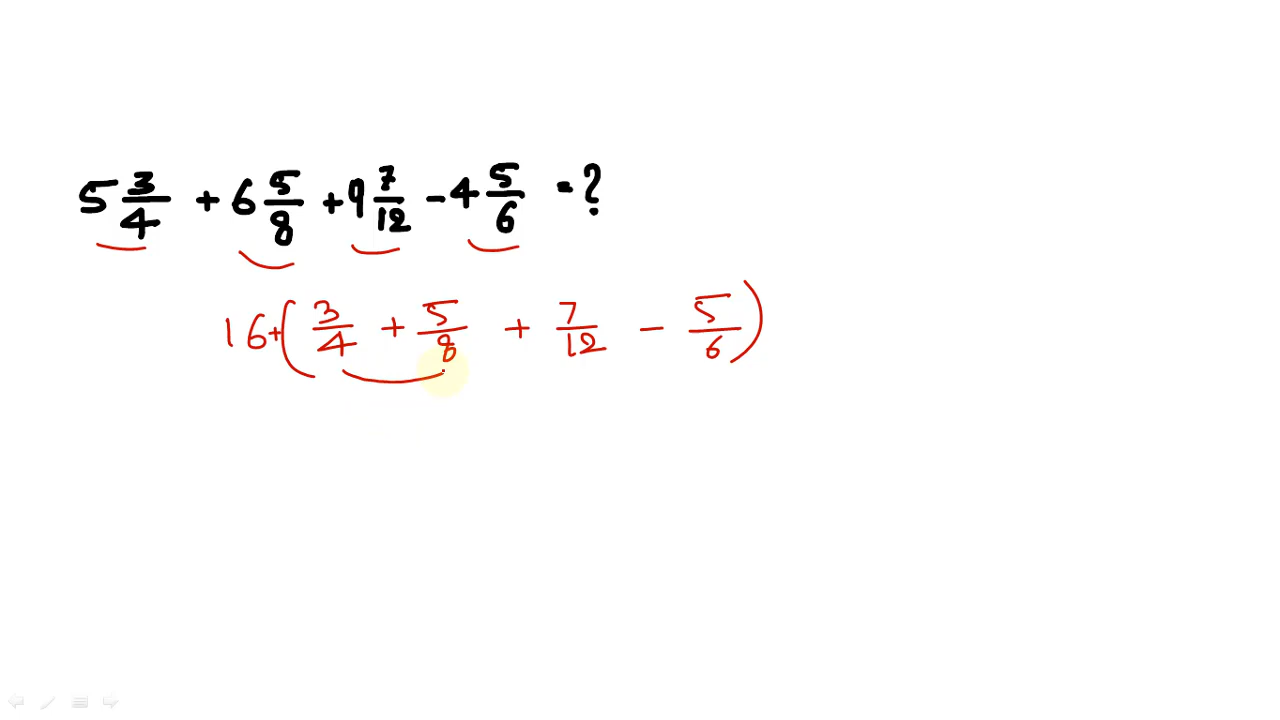 5 3/4 + 6 5/8 + 9 7/12 - 4 5/6 = ?
16 + ( 3/4 + 5/8 + 7/12 - 5/6 )